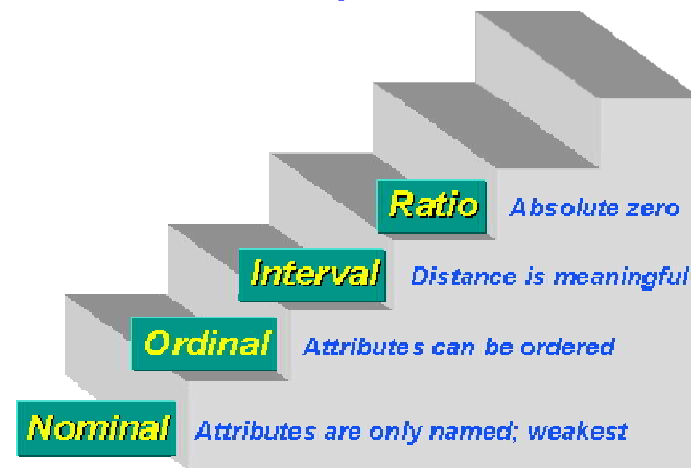 Ratio Absolute zero
Interval Distance is meaningful
Ordinal Attributes can be ordered
Nominal Attributes are only named; weakest